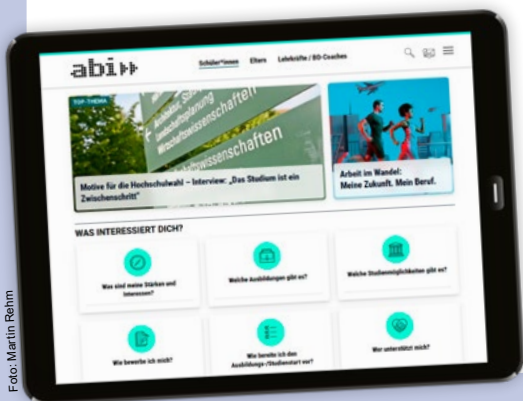 abi»
Schüler*innen Eltern Lehrkräfte / BO-Coaches
TOP-THEMA
Architektur, 
Landschaftsplanung
Wirtschaftswissenschaften
wissenschaften
Motive für die Hochschulwahl – Interview: „Das Studium ist ein
Zwischenschritt“
Arbeit im Wandel:
Meine Zukunft. Mein Beruf.
WAS INTERESSIERT DICH?
Was sind meine Stärken und
Interessen?
Welche Ausbildungen gibt es?
Welche Studienmöglichkeiten gibt es?
Wie bewerbe ich mich?
Wie bereite ich den
Ausbildungs-/Studienstart vor?
Wer unterstützt mich?
Foto: Martin Rehm